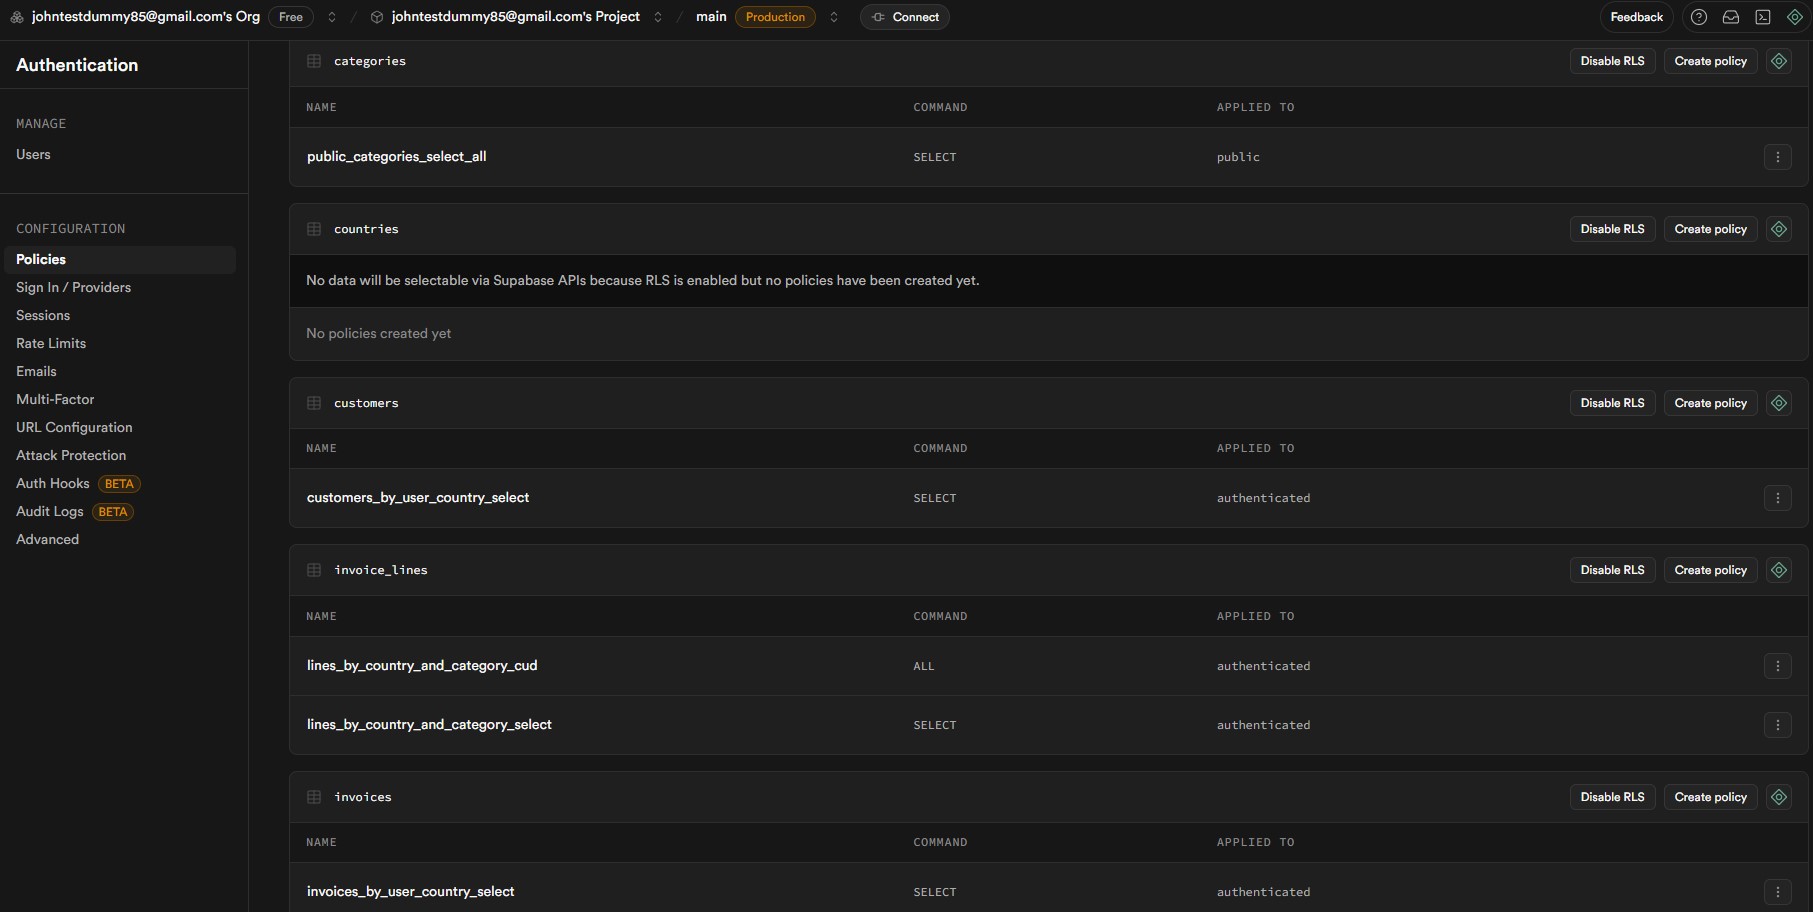 johntestdummy85@gmail.com's Org Free / johntestdummy85@gmail.com's Project / main Production Connect Feedback
Authentication
MANAGE
Users
CONFIGURATION
Policies
Sign In / Providers
Sessions
Rate Limits
Emails
Multi-Factor
URL Configuration
Attack Protection
Auth Hooks BETA
Audit Logs BETA
Advanced
categories Disable RLS Create policy
NAME COMMAND APPLIED TO
public_categories_select_all SELECT public
countries Disable RLS Create policy
No data will be selectable via Supabase APIs because RLS is enabled but no policies have been created yet.
No policies created yet
customers Disable RLS Create policy
NAME COMMAND APPLIED TO
customers_by_user_country_select SELECT authenticated
invoice_lines Disable RLS Create policy
NAME COMMAND APPLIED TO
lines_by_country_and_category_cud ALL authenticated
lines_by_country_and_category_select SELECT authenticated
invoices Disable RLS Create policy
NAME COMMAND APPLIED TO
invoices_by_user_country_select SELECT authenticated